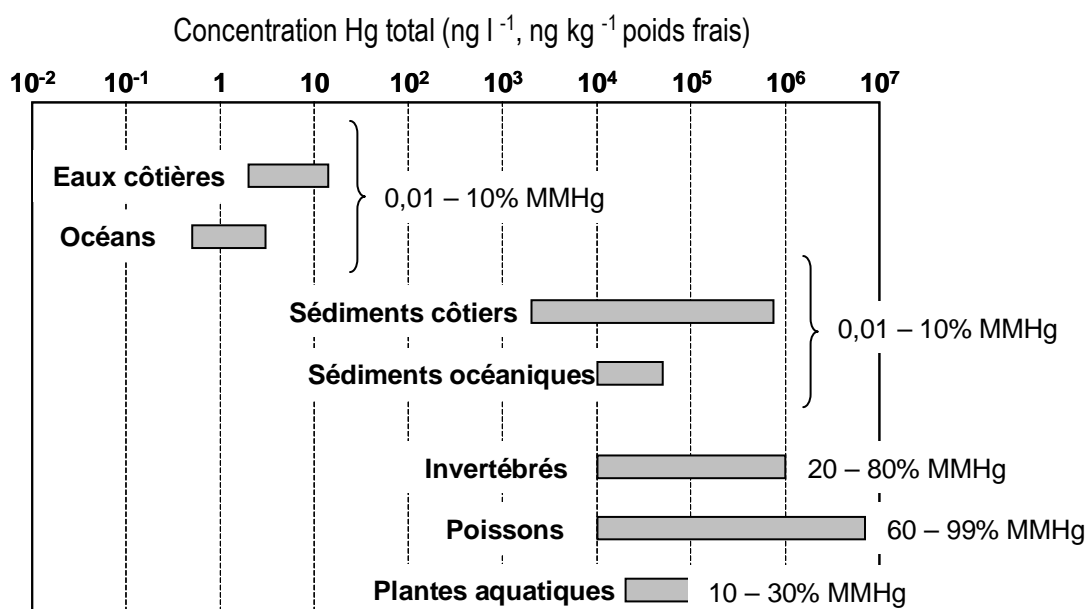 Concentration Hg total (ng l -1, ng kg -1 poids frais)
10-2 10-1 1 10 102 103 104 105 106 107
Eaux côtières
0,01 – 10% MMHg
Océans
Sédiments côtiers
0,01 – 10% MMHg
Sédiments océaniques
Invertébrés 20 – 80% MMHg
Poissons 60 – 99% MMHg
Plantes aquatiques 10 – 30% MMHg